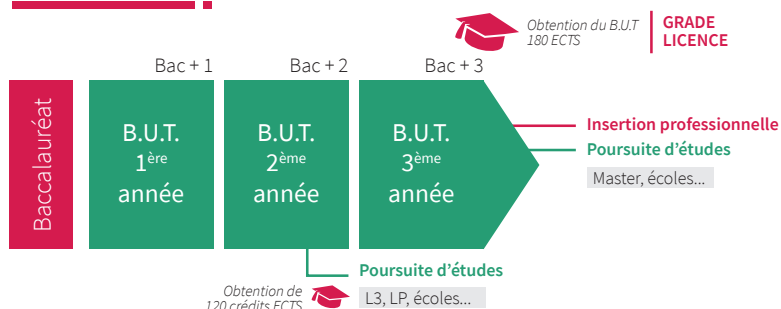 Obtention du B.U.T
180 ECTS
GRADE
LICENCE
Bac + 1
Bac + 2
Bac + 3
Baccalauréat
B.U.T.
1ère
année
B.U.T.
2ème
année
B.U.T.
3ème
année
Insertion professionnelle
Poursuite d'études
Master, écoles...
Poursuite d'études
L3, LP, écoles...
Obtention de
120 crédits ECTS